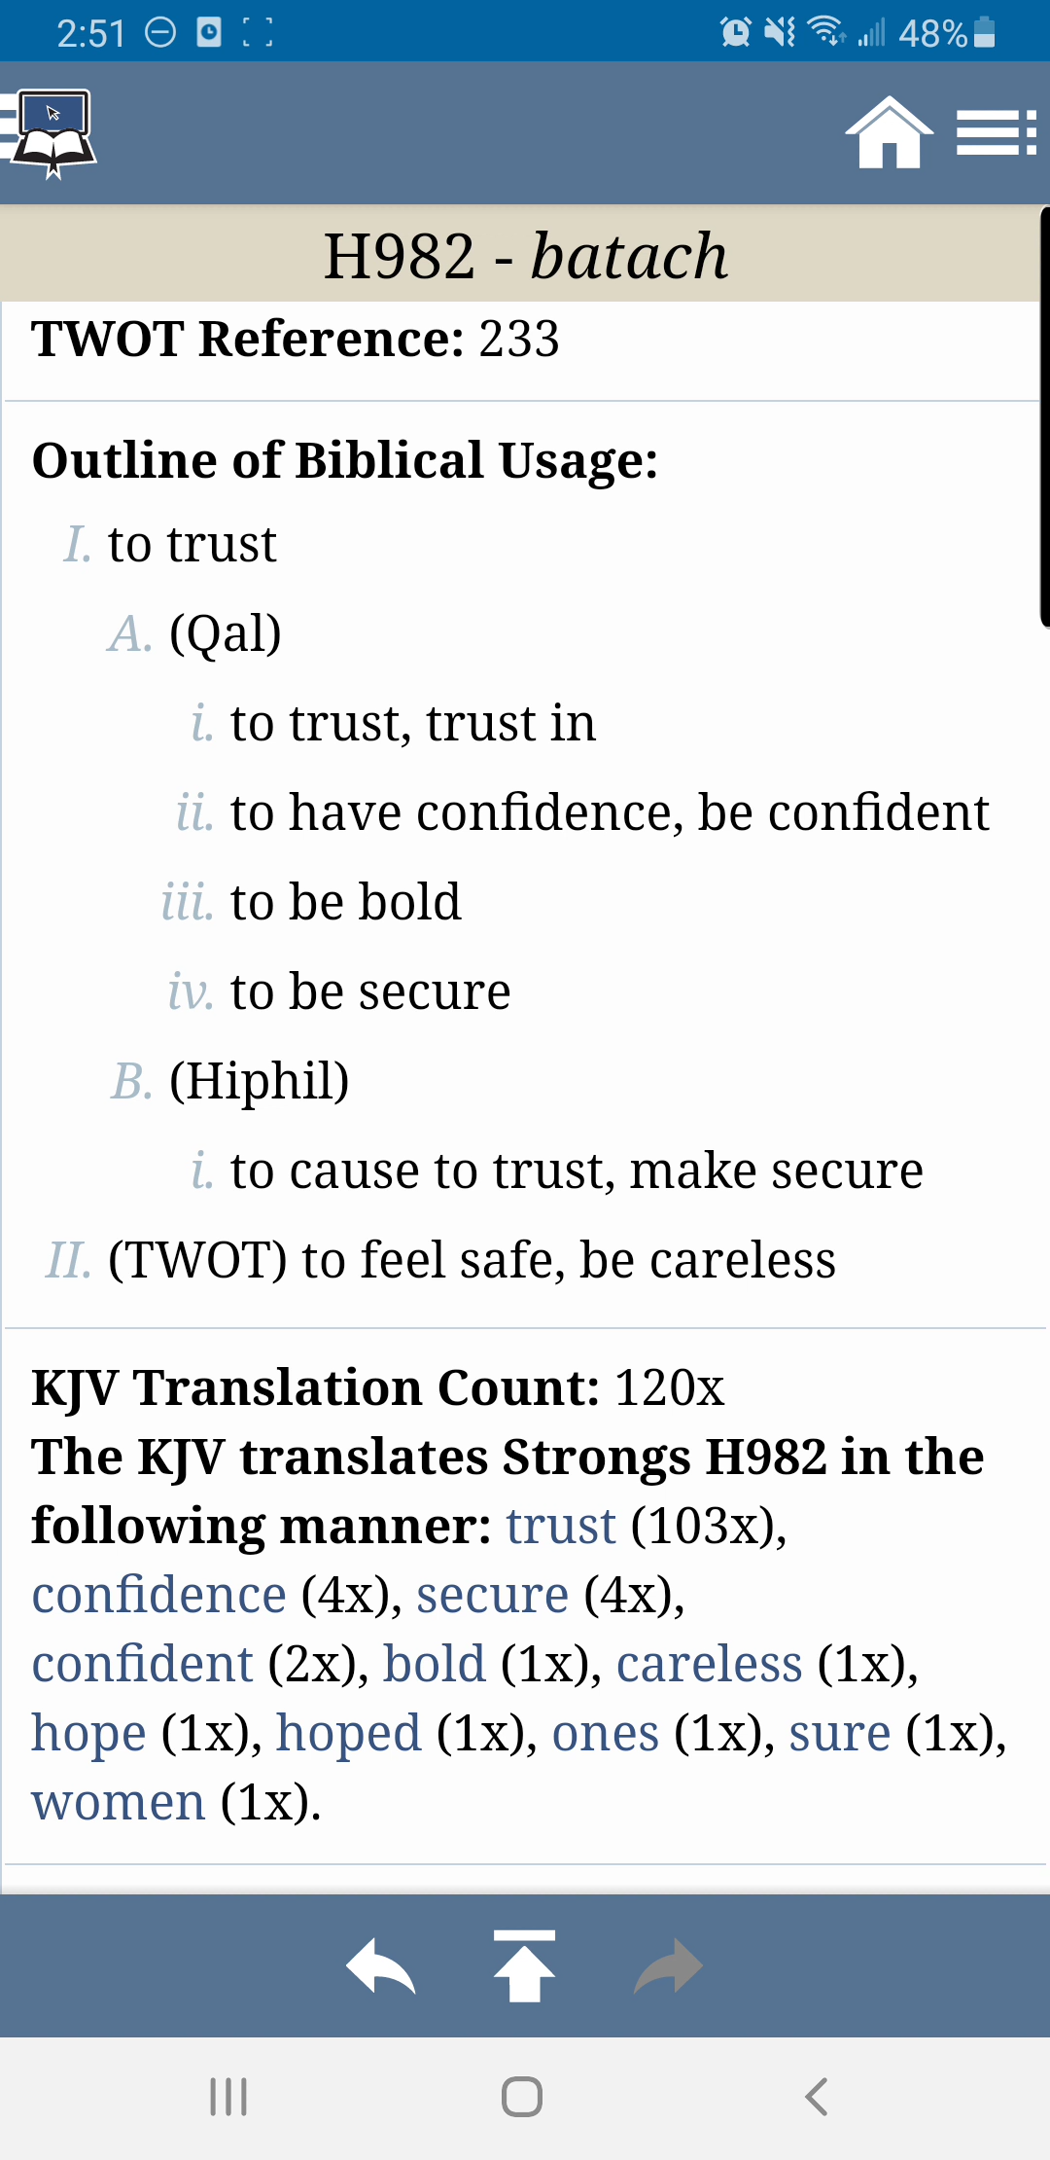 2:51 48%
H982 - batach
TWOT Reference: 233
Outline of Biblical Usage:
I. to trust
A. (Qal)
i. to trust, trust in
ii. to have confidence, be confident
iii. to be bold
iv. to be secure
B. (Hiphil)
i. to cause to trust, make secure
II. (TWOT) to feel safe, be careless
KJV Translation Count: 120x
The KJV translates Strongs H982 in the
following manner: trust (103x),
confidence (4x), secure (4x),
confident (2x), bold (1x), careless (1x),
hope (1x), hoped (1x), ones (1x), sure (1x),
women (1x).